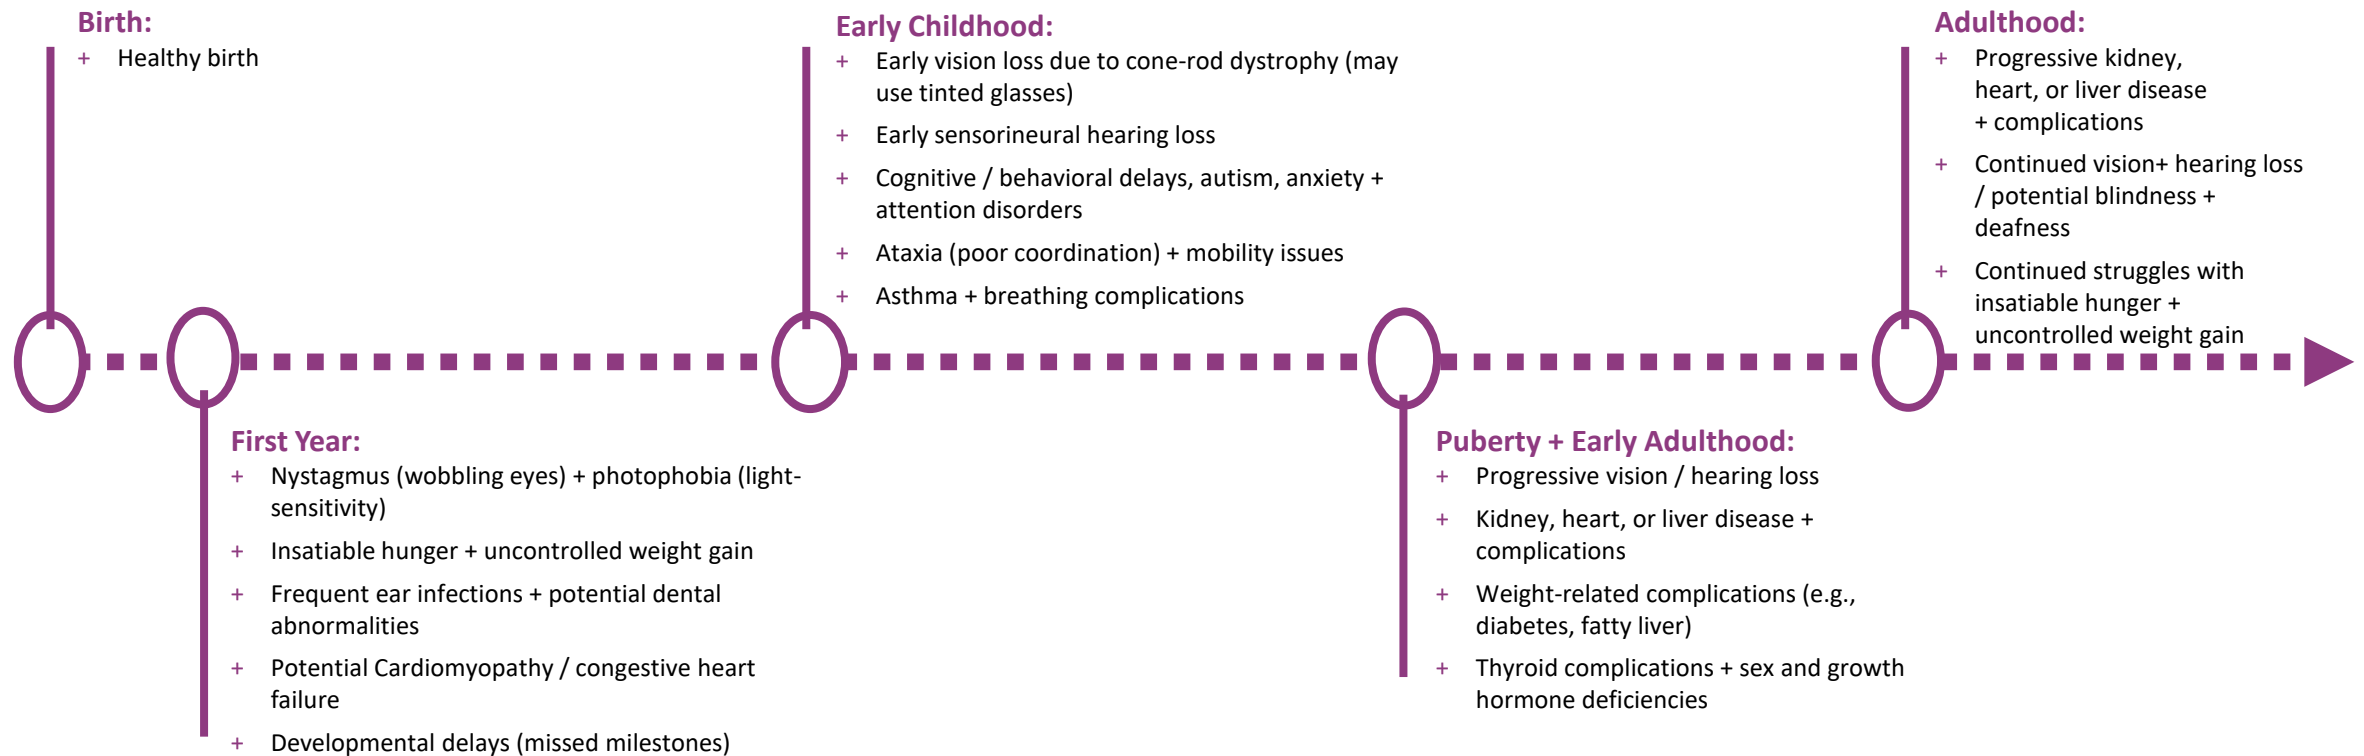 Birth:
+ Healthy birth
First Year:
+ Nystagmus (wobbling eyes) + photophobia (light-
sensitivity)
+ Insatiable hunger + uncontrolled weight gain
+ Frequent ear infections + potential dental
abnormalities
+ Potential Cardiomyopathy / congestive heart
failure
+ Developmental delays (missed milestones)
Early Childhood:
+ Early vision loss due to cone-rod dystrophy (may
use tinted glasses)
+ Early sensorineural hearing loss
+ Cognitive / behavioral delays, autism, anxiety +
attention disorders
+ Ataxia (poor coordination) + mobility issues
+ Asthma + breathing complications
Puberty + Early Adulthood:
+ Progressive vision / hearing loss
+ Kidney, heart, or liver disease +
complications
+ Weight-related complications (e.g.,
diabetes, fatty liver)
+ Thyroid complications + sex and growth
hormone deficiencies
Adulthood:
+ Progressive kidney,
heart, or liver disease
+ complications
+ Continued vision+ hearing loss
/ potential blindness +
deafness
+ Continued struggles with
insatiable hunger +
uncontrolled weight gain